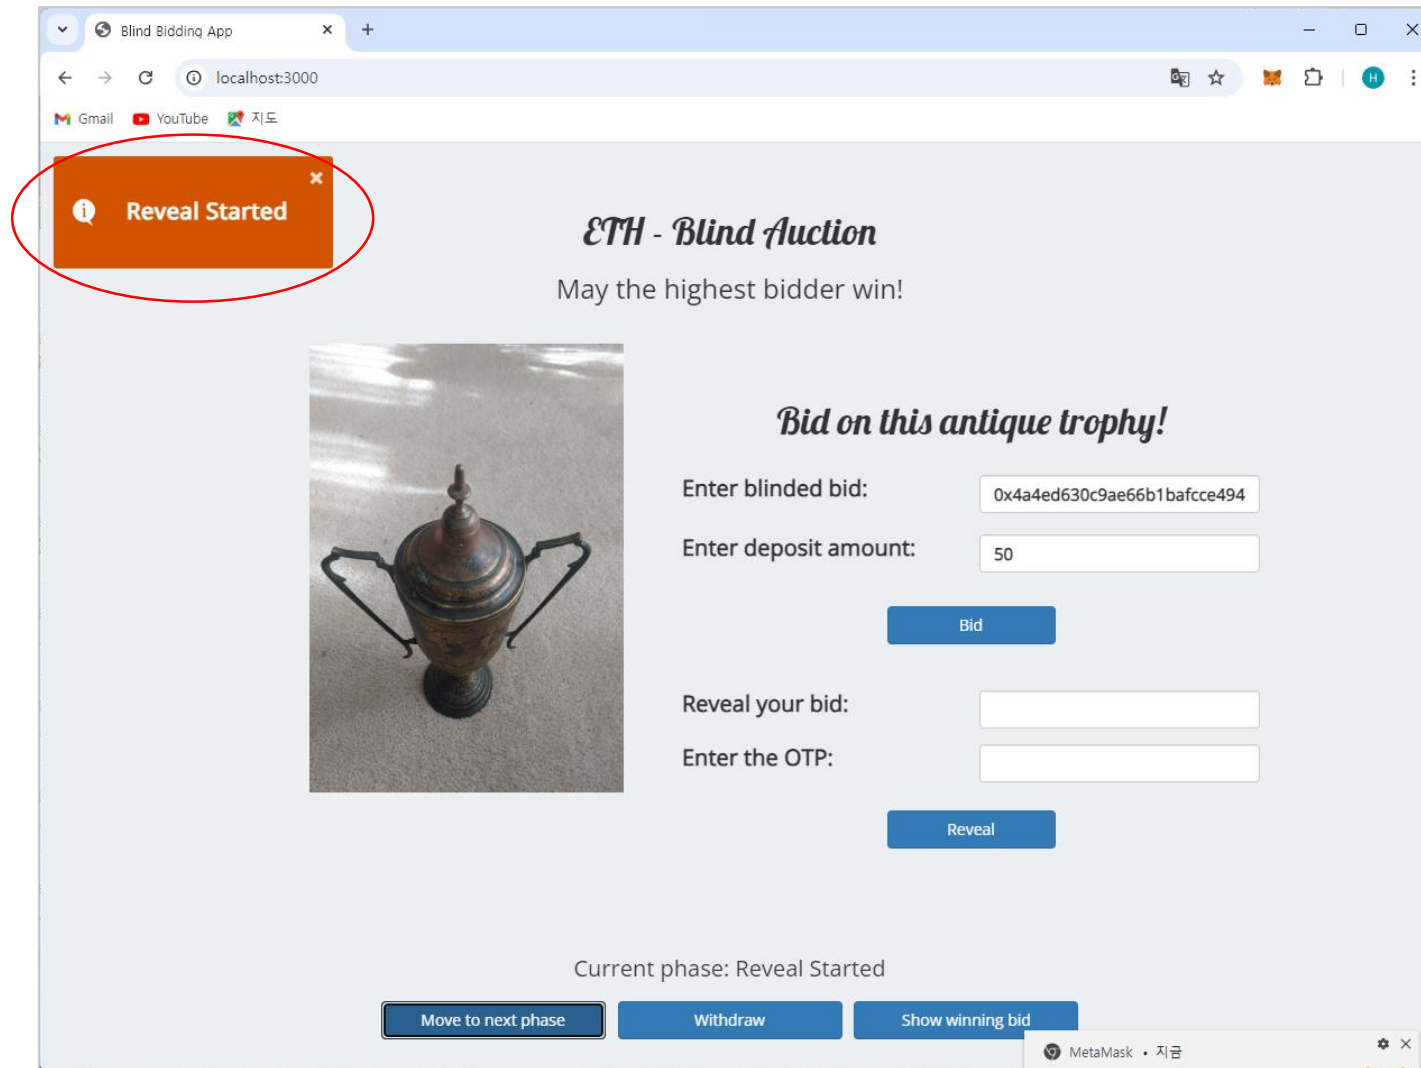 Blind Bidding App
localhost:3000
Gmail YouTube 지도
Reveal Started
ETH - Blind Auction
May the highest bidder win!
Bid on this antique trophy!
Enter blinded bid: 0x4a4ed630c9ae66b1bafcce494
Enter deposit amount: 50
Bid
Reveal your bid:
Enter the OTP:
Reveal
Current phase: Reveal Started
Move to next phase Withdraw Show winning bid
MetaMask • 지금